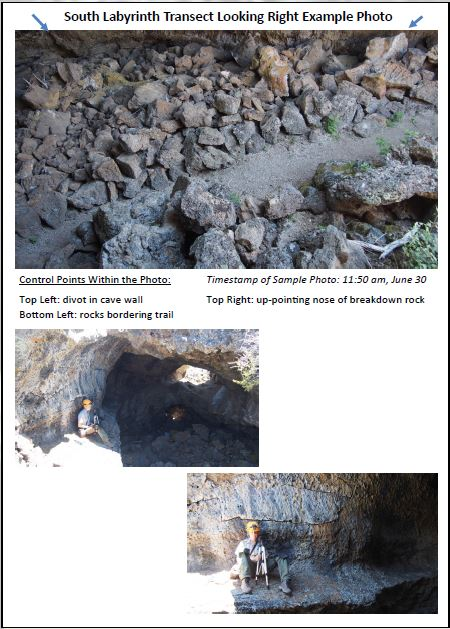 South Labyrinth Transect Looking Right Example Photo
Control Points Within the Photo:
Timestamp of Sample Photo: 11:50 am, June 30
Top Left: divot in cave wall
Top Right: up-pointing nose of breakdown rock
Bottom Left: rocks bordering trail